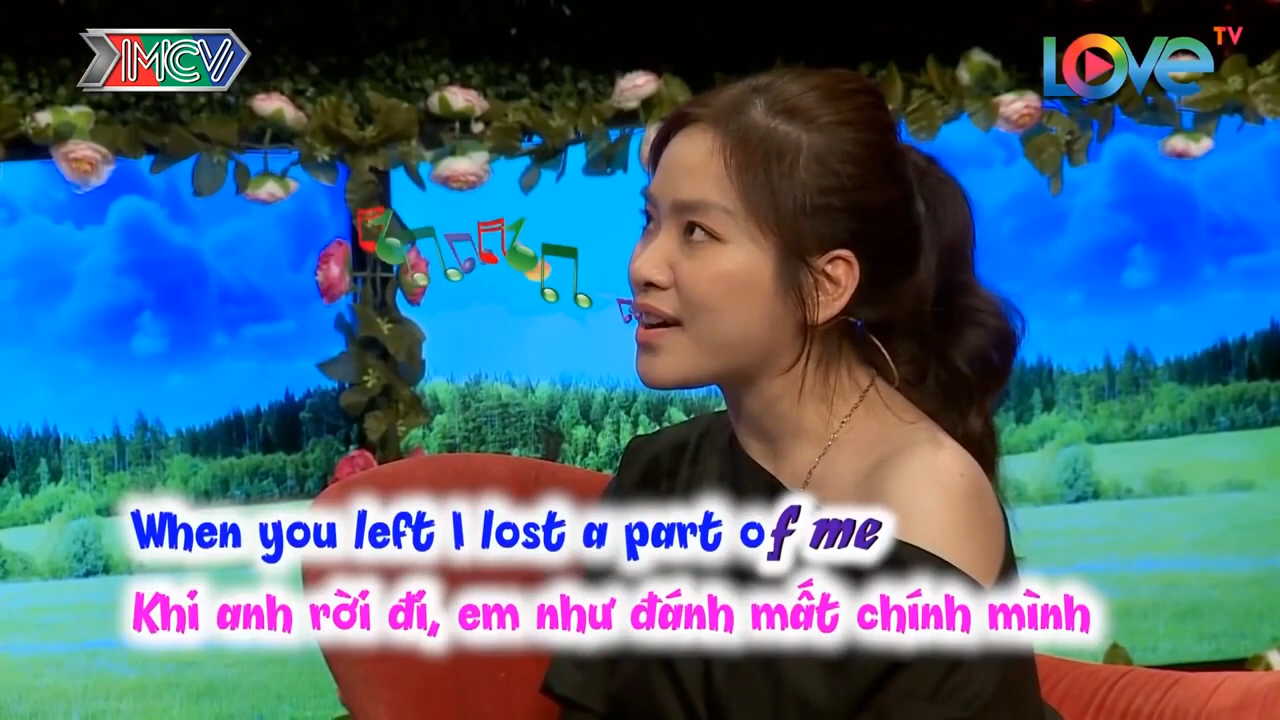 MCV
LOVE TV
When you left I lost a part of me
Khi anh rời đi, em như đánh mất chính mình